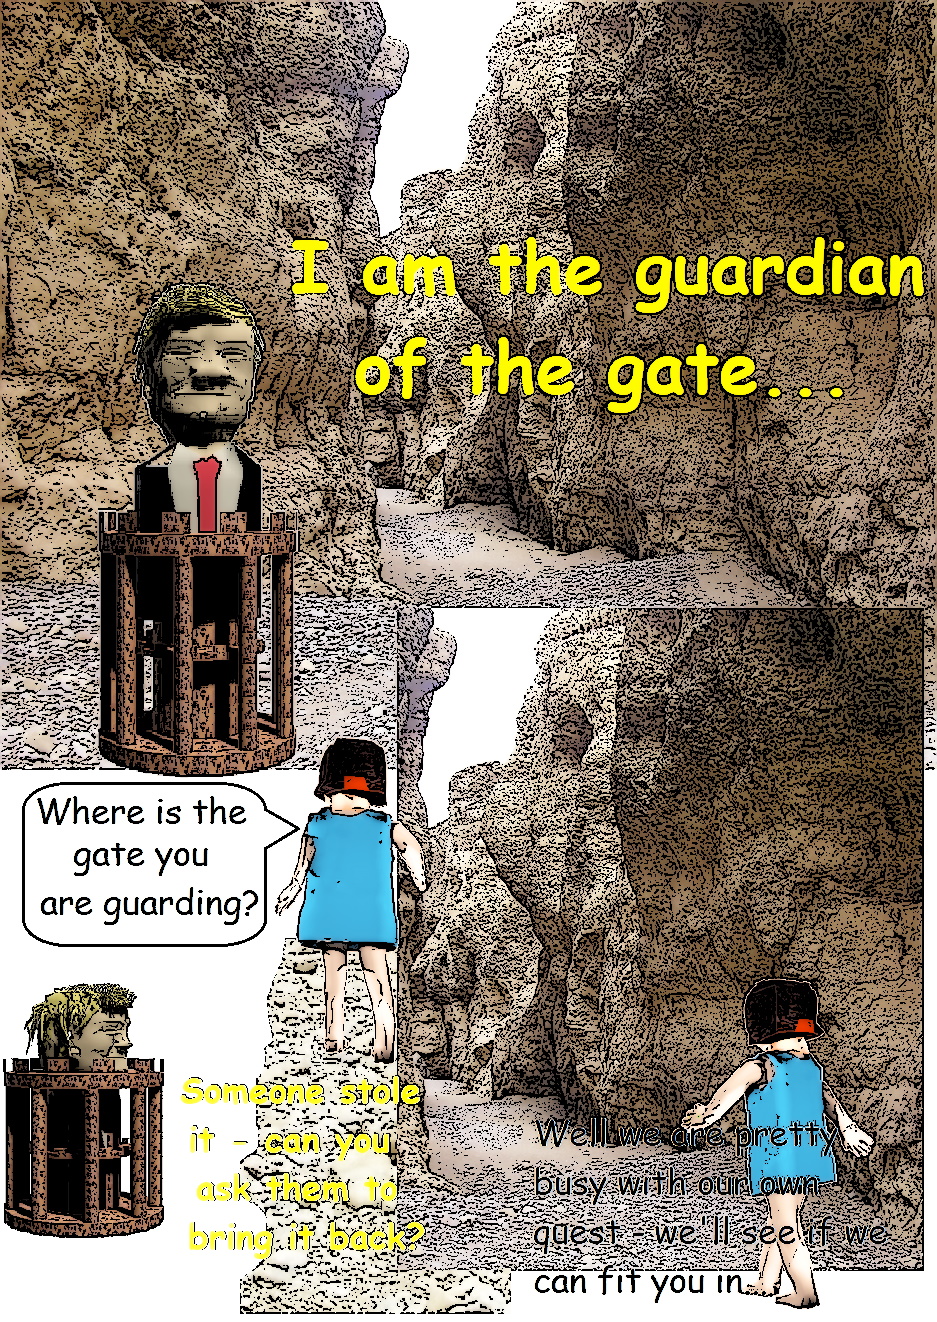 I am the guardian
of the gate...
Where is the
gate you
are guarding?
Someone stole
it - can you
ask them to
bring it back?
Well we are pretty
busy with our own
quest - we'll see if we
can fit you in...